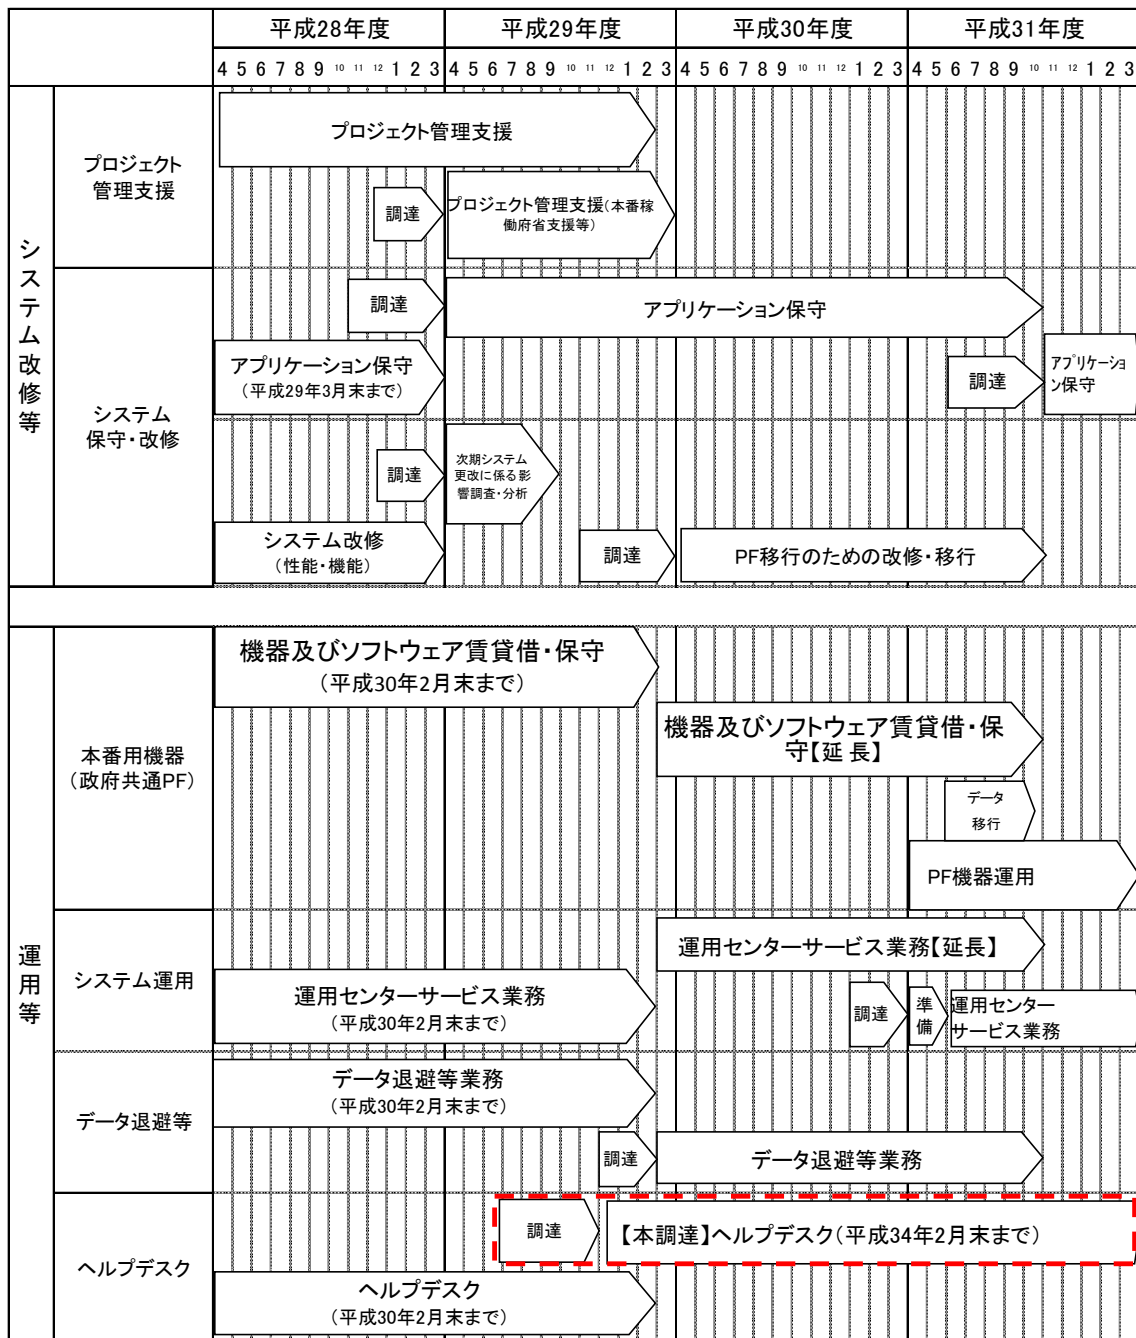 平成28年度 平成29年度 平成30年度 平成31年度
4 5 6 7 8 9 10 11 12 1 2 3 4 5 6 7 8 9 10 11 12 1 2 3 4 5 6 7 8 9 10 11 12 1 2 3 4 5 6 7 8 9 10 11 12 1 2 3
システム改修等
プロジェクト
管理支援
プロジェクト管理支援
調達
プロジェクト管理支援(本番稼
働府省支援等)
システム
保守・改修
調達
アプリケーション保守
アプリケーション保守
(平成29年3月末まで)
調達
アプリケーショ
ン保守
調達
次期システム
更改に係る影
響調査・分析
システム改修
(性能・機能)
調達
PF移行のための改修・移行
運用等
本番用機器
(政府共通PF)
機器及びソフトウェア賃貸借・保守
(平成30年2月末まで)
機器及びソフトウェア賃貸借・保
守【延長】
データ
移行
PF機器運用
システム運用
運用センターサービス業務【延長】
運用センターサービス業務
(平成30年2月末まで)
調達
準
備
運用センター
サービス業務
データ退避等
データ退避等業務
(平成30年2月末まで)
調達
データ退避等業務
ヘルプデスク
調達
【本調達】ヘルプデスク(平成34年2月末まで)
ヘルプデスク
(平成30年2月末まで)